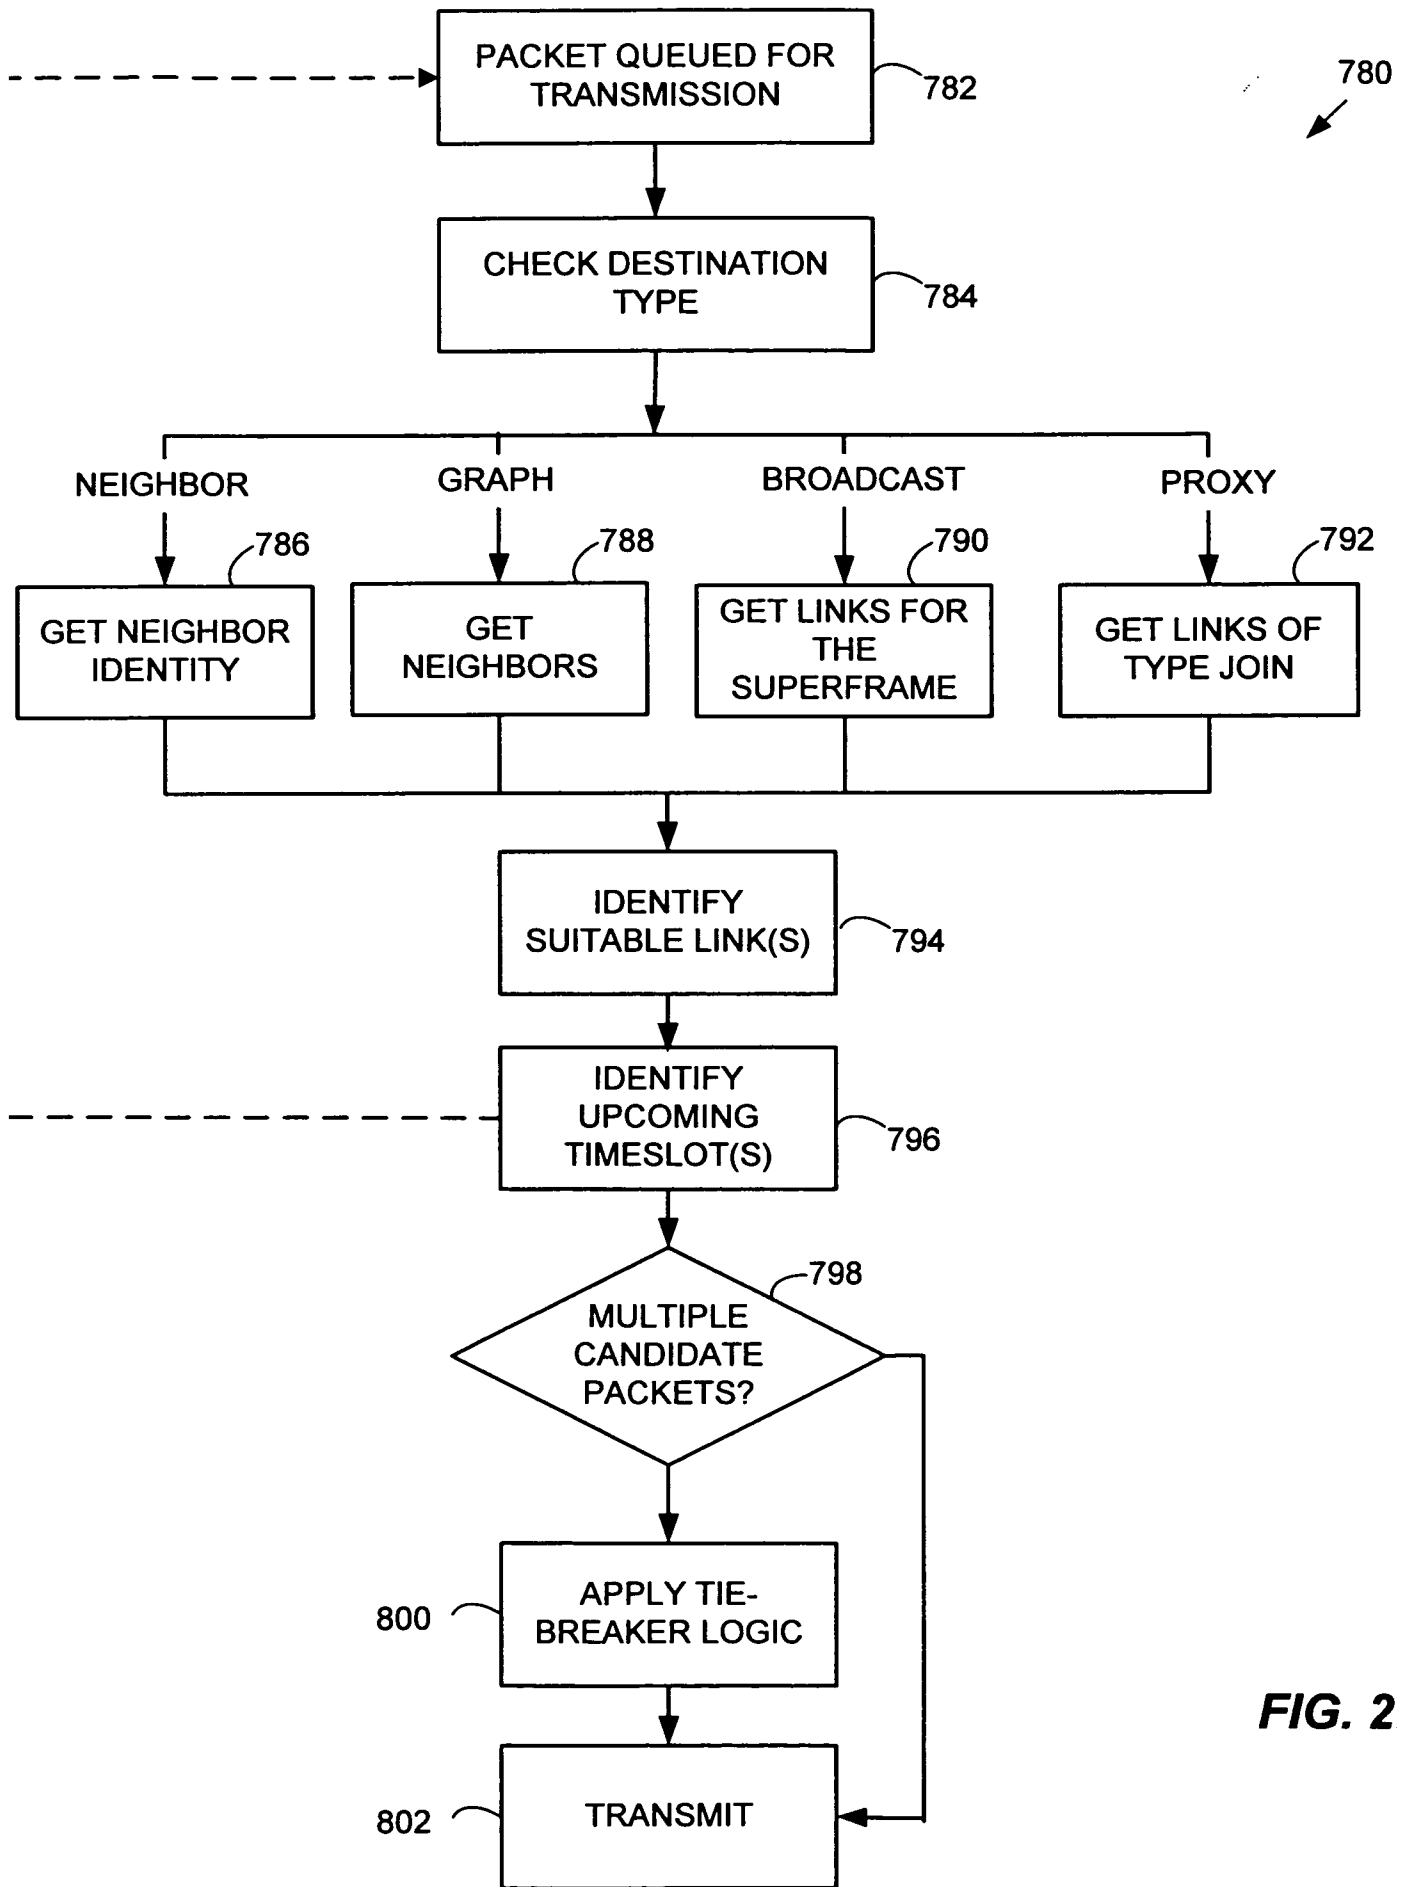 780
PACKET QUEUED FOR
TRANSMISSION
782
CHECK DESTINATION
TYPE
784
NEIGHBOR
GRAPH
BROADCAST
PROXY
786
788
790
792
GET NEIGHBOR
IDENTITY
GET
NEIGHBORS
GET LINKS FOR
THE
SUPERFRAME
GET LINKS OF
TYPE JOIN
IDENTIFY
SUITABLE LINK(S)
794
IDENTIFY
UPCOMING
TIMESLOT(S)
796
798
MULTIPLE
CANDIDATE
PACKETS?
800
APPLY TIE-
BREAKER LOGIC
802
TRANSMIT
FIG. 2